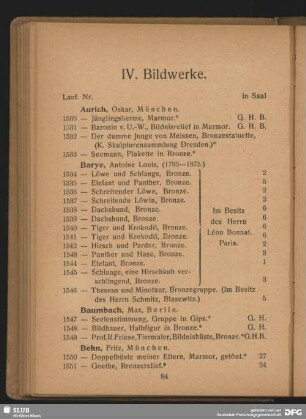 IV. Bildwerke.
Lauf. Nr. in Saal
Aurich, Oskar, München.
1530 — Jünglingsherme, Marmor.* G. H. B.
1531 — Baronin v. U.-W., Bildnisrelief in Marmor. G. H. B.
1532 — Der dumme Junge von Meissen, Bronzestatuette,
(K. Skulpturensammlung Dresden.)*
1533 — Seemann, Plakette in Bronze.*
Barye, Antoine Louis, (1795—1875.)
1534 — Löwe und Schlange, Bronze. 2
1535 — Elefant und Panther, Bronze. 5
1536 — Schreitender Löwe, Bronze. 2
1537 — Schreitende Löwin, Bronze. 2
1538 — Dachshund, Bronze. 6
1539 — Dachshund, Bronze. 6
1540 — Tiger und Krokodil, Bronze. 6
1541 — Tiger und Krokodil, Bronze.
1542 — Hirsch und Parder, Bronze. 2
1543 — Panther und Hase, Bronze. 3
1544 — Elefant, Bronze. 1
1545 — Schlange, eine Hirschkuh ver-
schlingend, Bronze. 3
Im Besitz
des Herrn
Léon Bonnat.
Paris.
1546 — Theseus und Minotaur, Bronzegruppe. (Im Besitz
des Herrn Schmitz, Blasewitz.) 5
Baumbach, Max, Berlin.
1547 — Seelenstimmung, Gruppe in Gips.* G. H.
1548 — Bildhauer, Halbfigur in Bronze.* G. H.
1549 — Prof. R. Friese, Tiermaler, Bildnisbüste, Bronze.* G. H. B.
Behn, Fritz, München.
1550 — Doppelbüste meiner Eltern, Marmor, getönt.* 27
1551 — Goethe, Bronzerelief.* 24
84
SLUB
Wir führen Wissen.